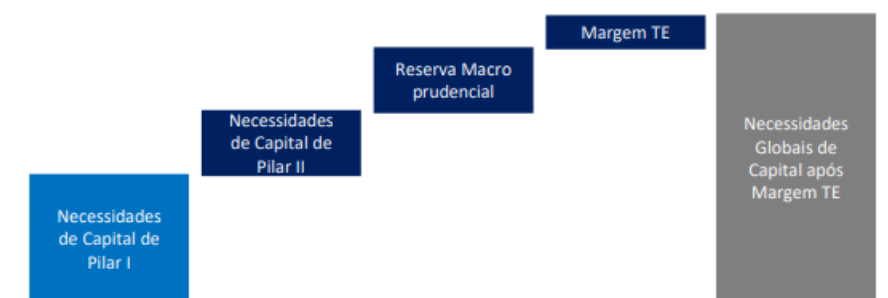 Necessidades
de Capital de
Pilar I
Necessidades
de Capital de
Pilar II
Reserva Macro
prudencial
Margem TE
Necessidades
Globais de
Capital após
Margem TE